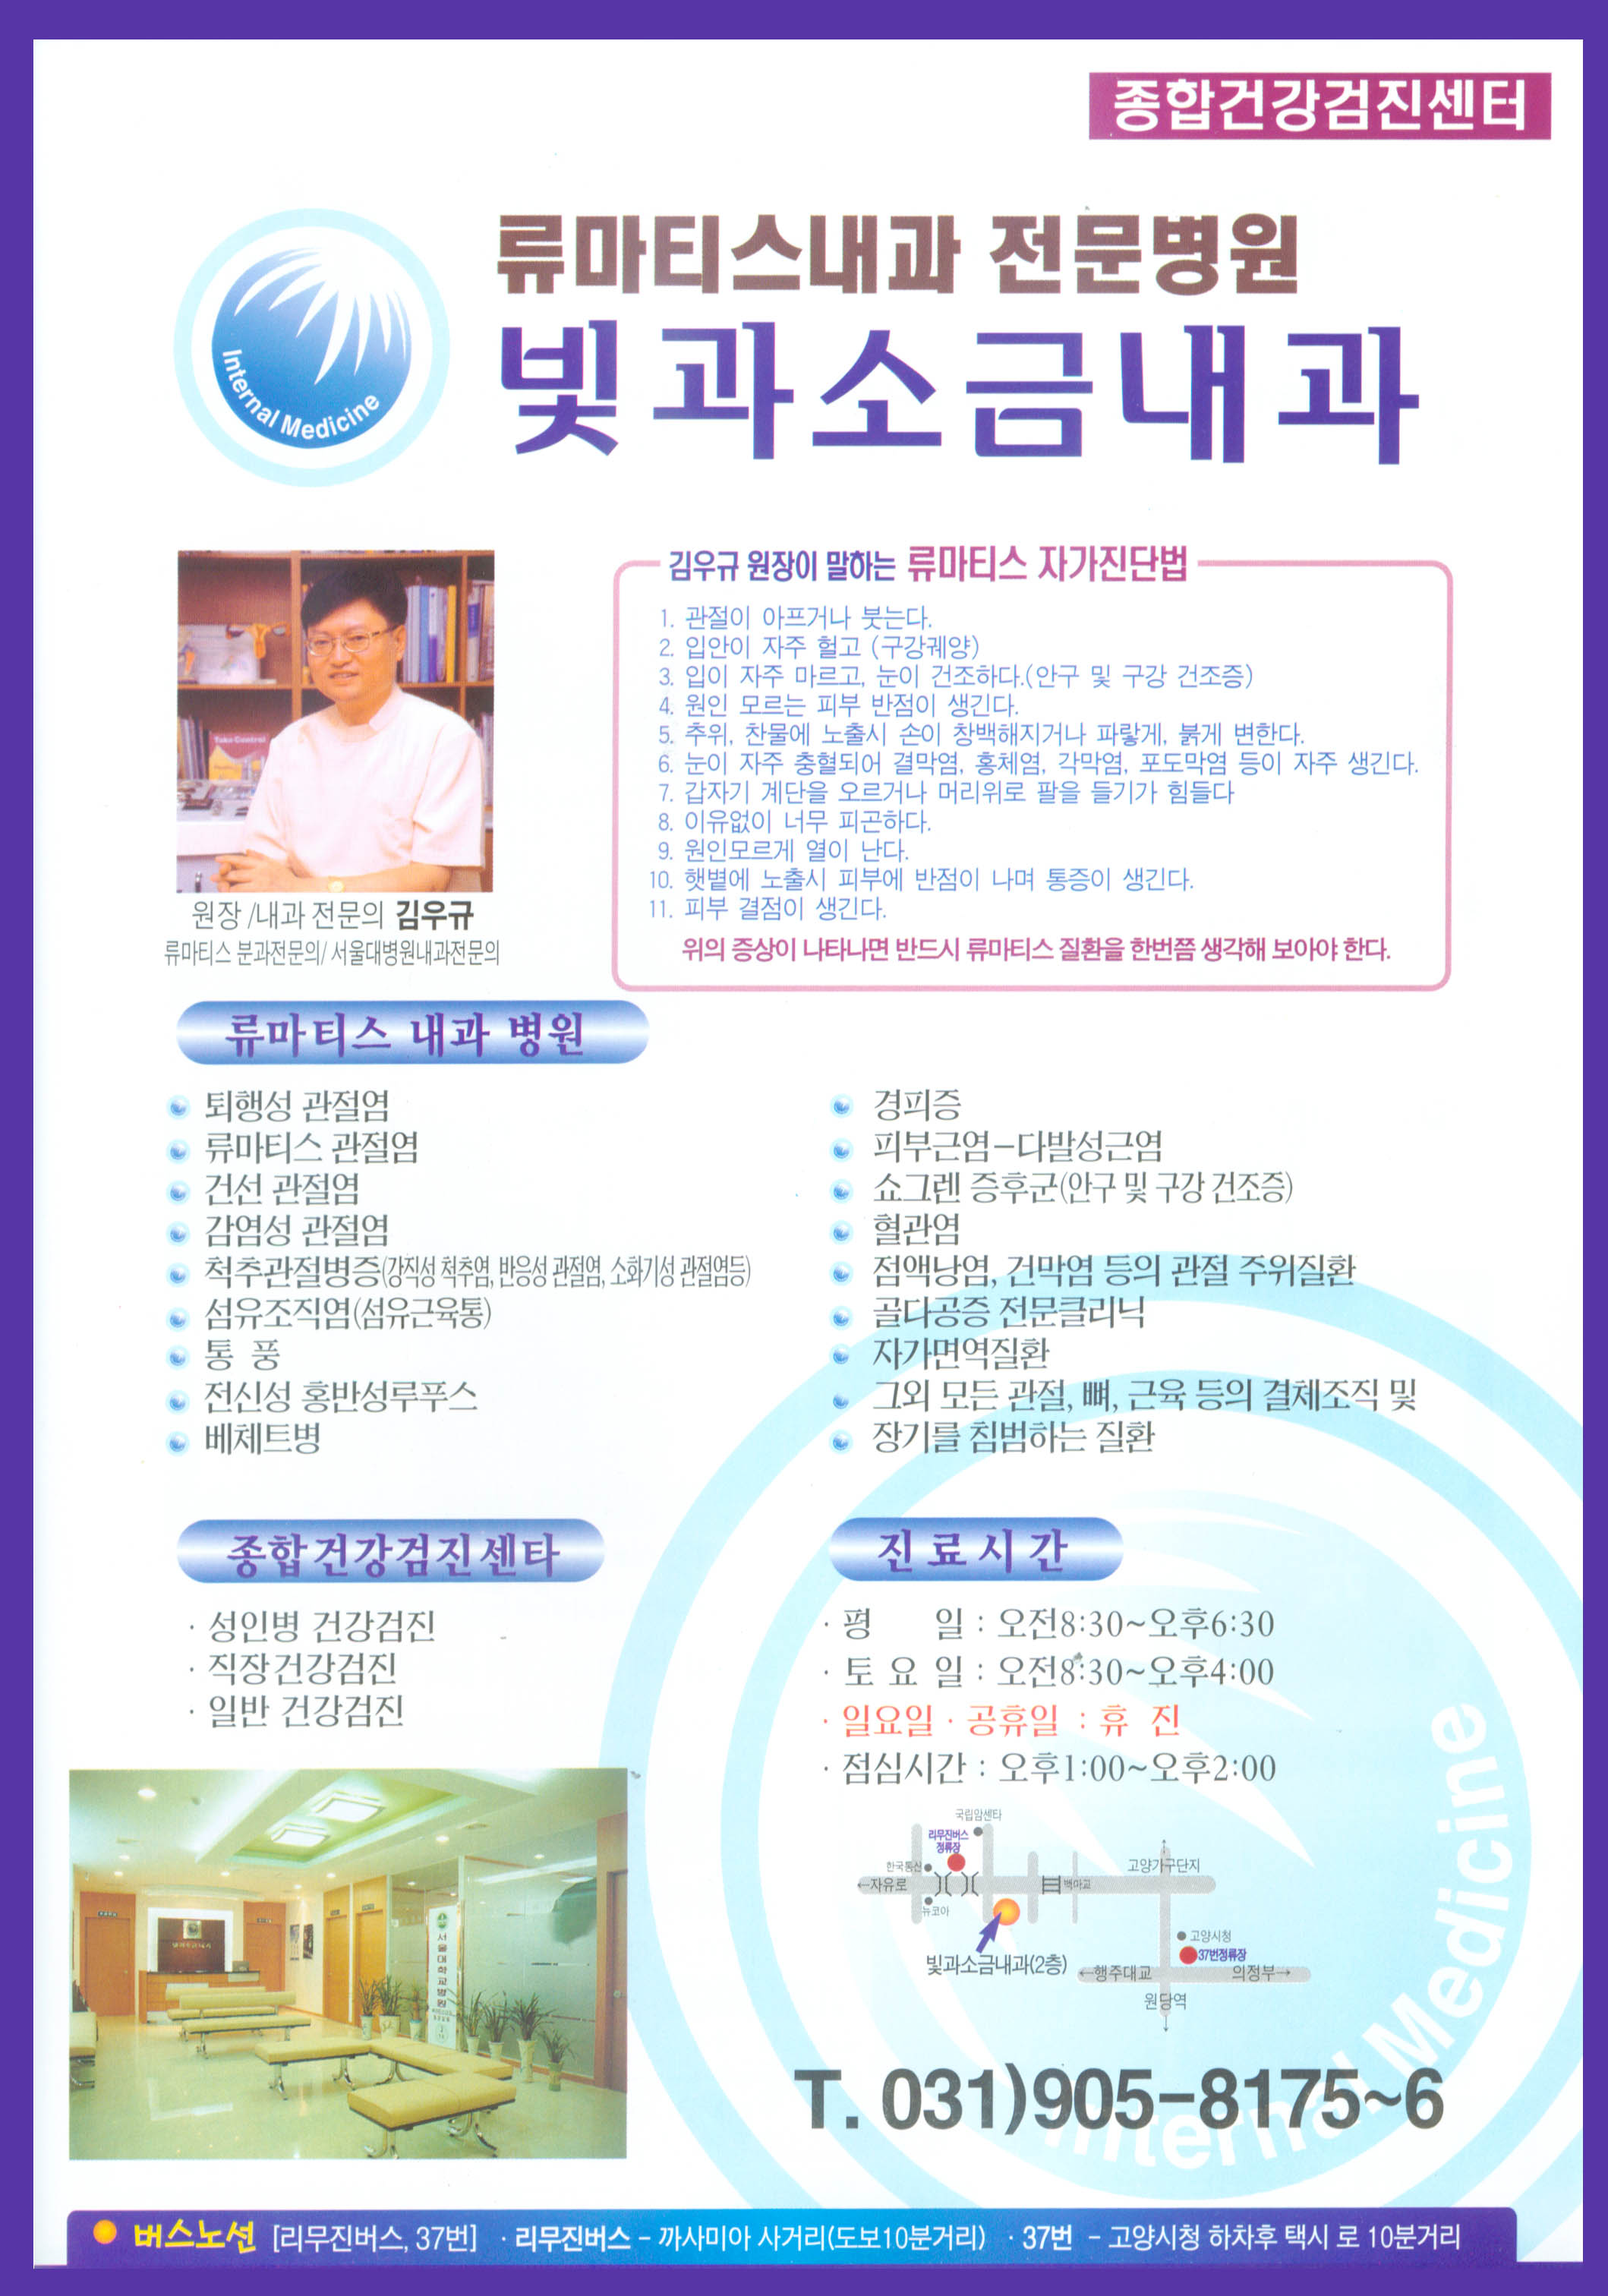 종합건강검진센터
류마티스내과 전문병원
빛과소금내과
Internal Medicine
김우규 원장이 말하는 류마티스 자가진단법
1. 관절이 아프거나 붓는다.
2. 입안이 자주 헐고 (구강궤양)
3. 입이 자주 마르고, 눈이 건조하다.(안구 및 구강 건조증)
4. 원인 모르는 피부 반점이 생긴다.
5. 추위, 찬물에 노출시 손이 창백해지거나 파랗게, 붉게 변한다.
6. 눈이 자주 충혈되어 결막염, 홍체염, 각막염, 포도막염 등이 자주 생긴다.
7. 갑자기 계단을 오르거나 머리위로 팔을 들기가 힘들다
8. 이유없이 너무 피곤하다.
9. 원인모르게 열이 난다.
10. 햇볕에 노출시 피부에 반점이 나며 통증이 생긴다.
11. 피부 결점이 생긴다.
위의 증상이 나타나면 반드시 류마티스 질환을 한번쯤 생각해 보아야 한다.
Take Control
원장 /내과 전문의 김우규
류마티스 분과전문의/ 서울대병원내과전문의
류마티스 내과 병원
퇴행성 관절염
류마티스 관절염
건선 관절염
감염성 관절염
척추관절병증(강직성 척추염, 반응성 관절염, 소화기성 관절염등)
섬유조직염(섬유근육통)
통 풍
전신성 홍반성루푸스
베체트병
경피증
피부근염-다발성근염
쇼그렌 증후군(안구 및 구강 건조증)
혈관염
점액낭염, 건막염 등의 관절 주위질환
골다공증 전문클리닉
자가면역질환
그외 모든 관절, 뼈, 근육 등의 결체조직 및
장기를 침범하는 질환
종합건강검진센타
· 성인병 건강검진
· 직장건강검진
· 일반 건강검진
진료시간
· 평 일 : 오전8:30~오후6:30
· 토 요 일 : 오전8:30~오후4:00
· 일요일 · 공휴일 : 휴 진
· 점심시간 : 오후1:00~오후2:00
국립암센타
리무진버스
정류장
한국통신
←자유로
뉴코아
백마교
고양가구단지
빛과소금내과(2층)
고양시청
37번정류장
←행주대교
의정부→
원당역
서울대학교병원
Internal Medicine
T. 031)905-8175~6
버스노선 [리무진버스, 37번] · 리무진버스 - 까사미아 사거리(도보10분거리) · 37번 - 고양시청 하차후 택시 로 10분거리